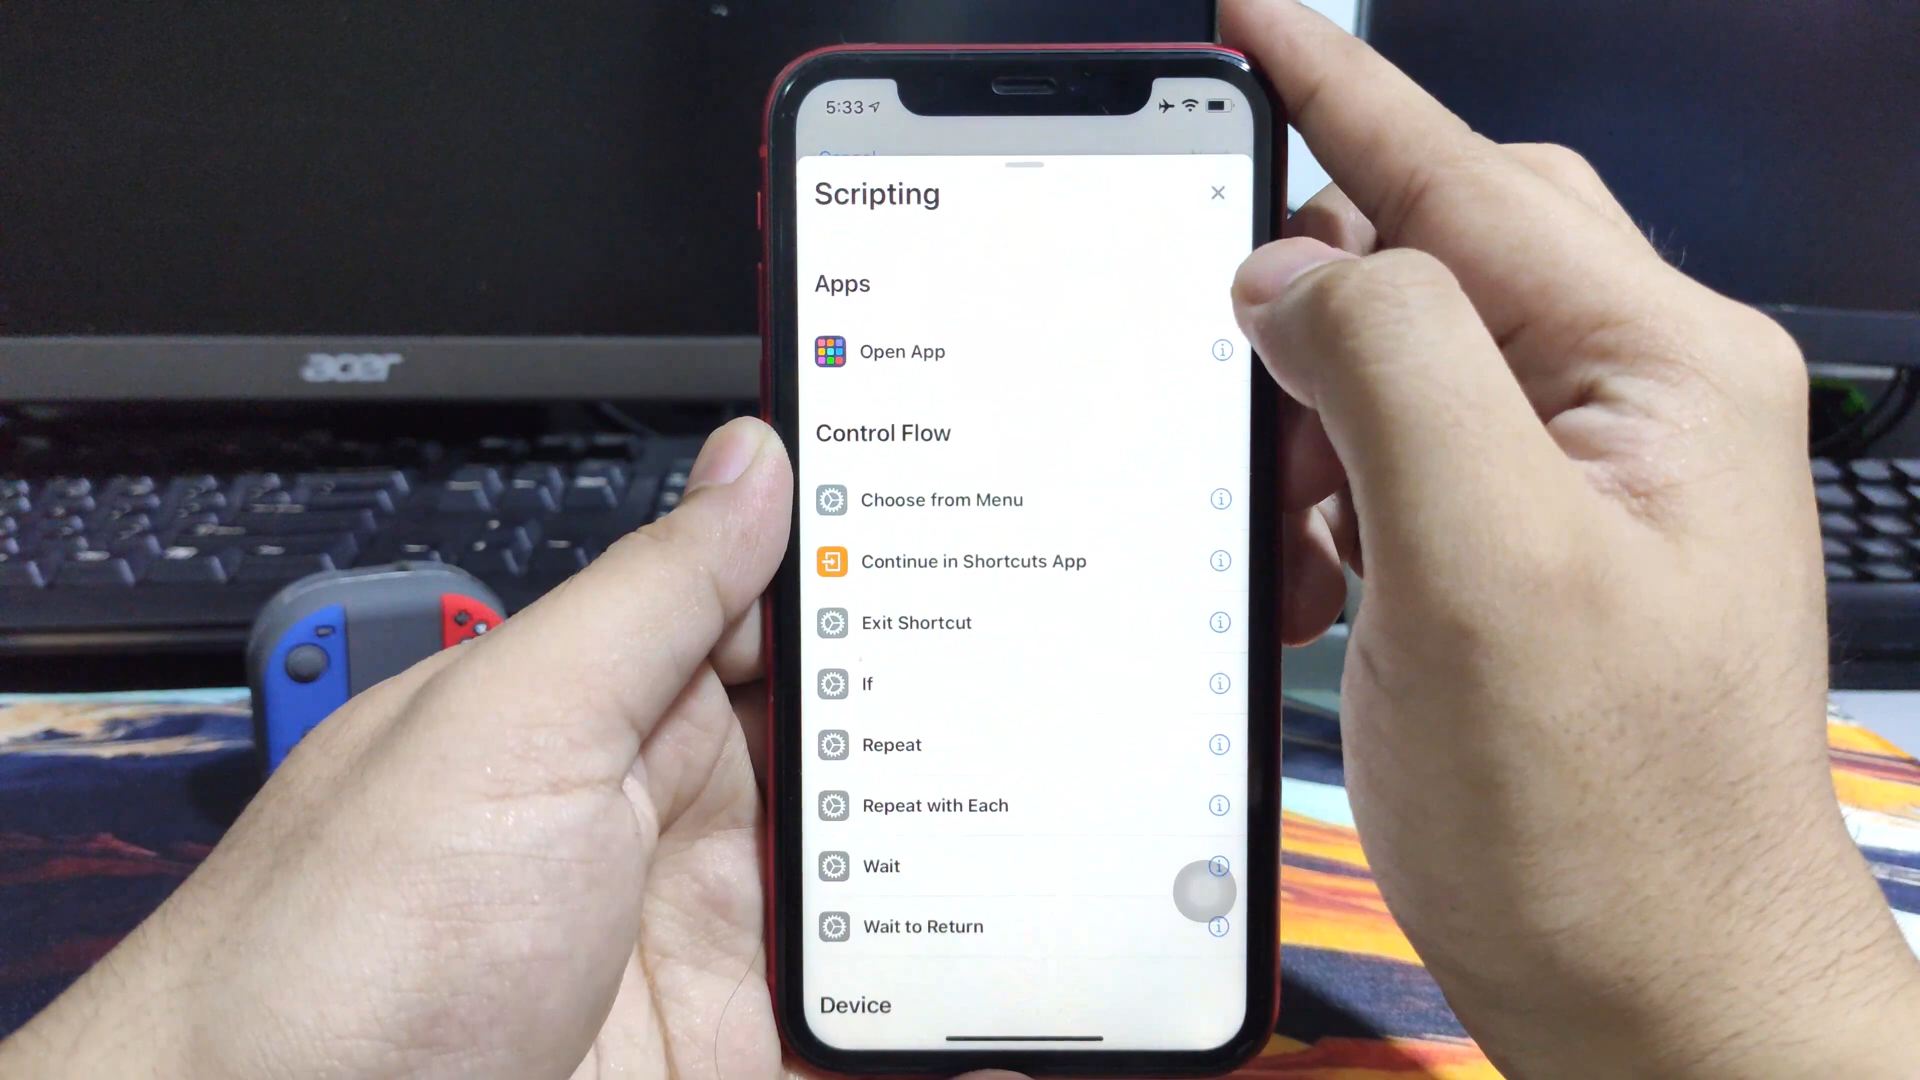 acer
5:33
Scripting
Apps
Open App
Control Flow
Choose from Menu
Continue in Shortcuts App
Exit Shortcut
If
Repeat
Repeat with Each
Wait
Wait to Return
Device